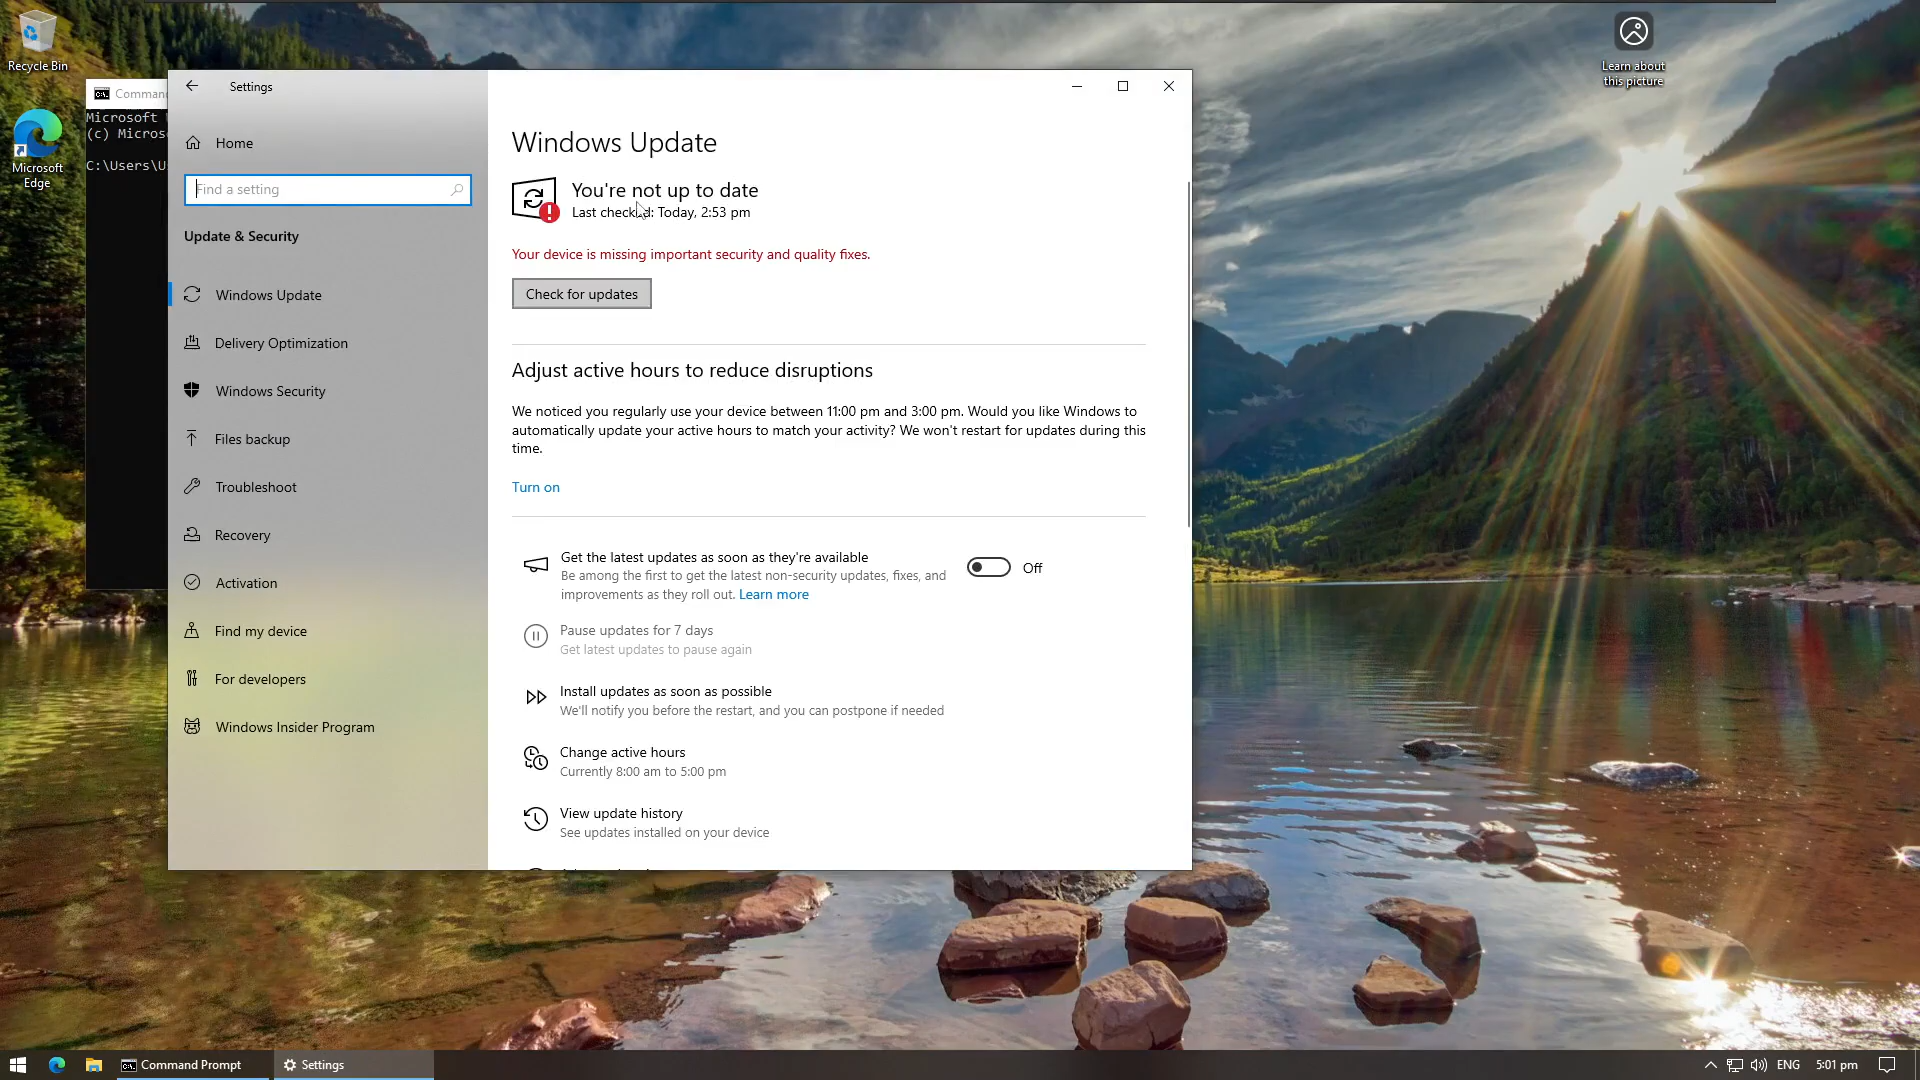 Recycle Bin
Microsoft
Edge
Learn about
this picture
Comman
Microsoft
(c) Micros
C:\Users\U
Settings
Home
Find a setting
Update & Security
Windows Update
Delivery Optimization
Windows Security
Files backup
Troubleshoot
Recovery
Activation
Find my device
For developers
Windows Insider Program
Windows Update
You're not up to date
Last checked: Today, 2:53 pm
Your device is missing important security and quality fixes.
Check for updates
Adjust active hours to reduce disruptions
We noticed you regularly use your device between 11:00 pm and 3:00 pm. Would you like Windows to
automatically update your active hours to match your activity? We won't restart for updates during this
time.
Turn on
Get the latest updates as soon as they're available
Be among the first to get the latest non-security updates, fixes, and
improvements as they roll out. Learn more
Off
Pause updates for 7 days
Get latest updates to pause again
Install updates as soon as possible
We'll notify you before the restart, and you can postpone if needed
Change active hours
Currently 8:00 am to 5:00 pm
View update history
See updates installed on your device
Command Prompt
Settings
ENG
5:01 pm